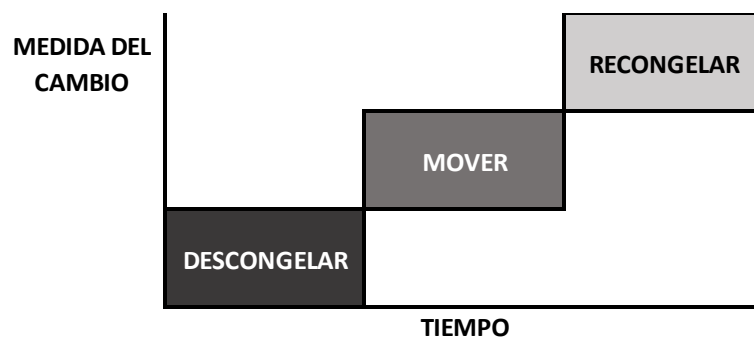 MEDIDA DEL
CAMBIO
RECONGELAR
MOVER
DESCONGELAR
TIEMPO